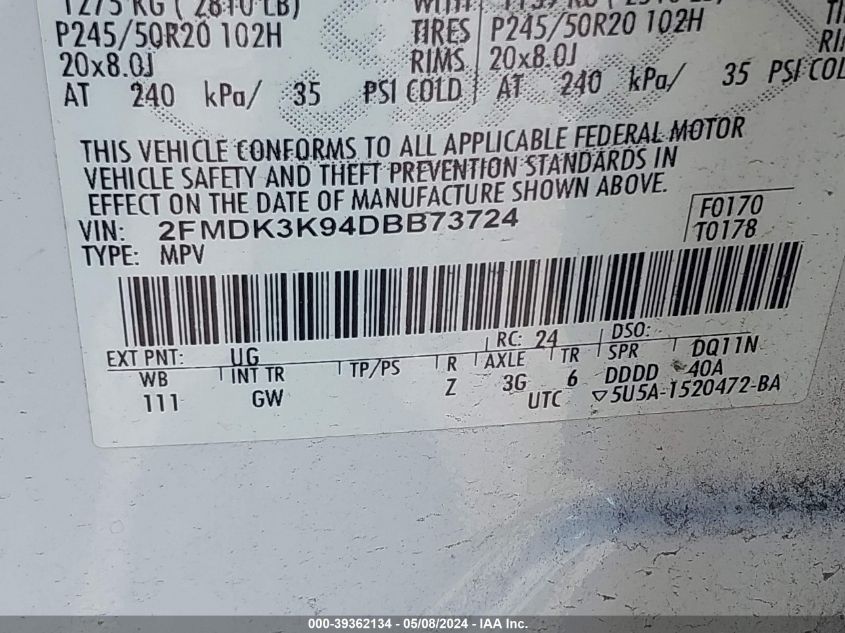 1275 KG ( 2810 LB) WITH
P245/50R20 102H TIRES P245/50R20 102H
20x8.0J RIMS 20x8.0J
AT 240 kPa/ 35 PSI COLD AT 240 kPa/ 35 PSI COL
THIS VEHICLE CONFORMS TO ALL APPLICABLE FEDERAL MOTOR
VEHICLE SAFETY AND THEFT PREVENTION STANDARDS IN
EFFECT ON THE DATE OF MANUFACTURE SHOWN ABOVE.
VIN: 2FMDK3K94DBB73724 F0170
TYPE: MPV T0178
EXT PNT: UG RC: 24 DSO:
WB INT TR TP/PS R AXLE TR SPR DQ11N
111 GW Z 3G 6 DDDD 40A
UTC ▽5U5A-1520472-BA
000-39362134 - 05/08/2024 - IAA Inc.